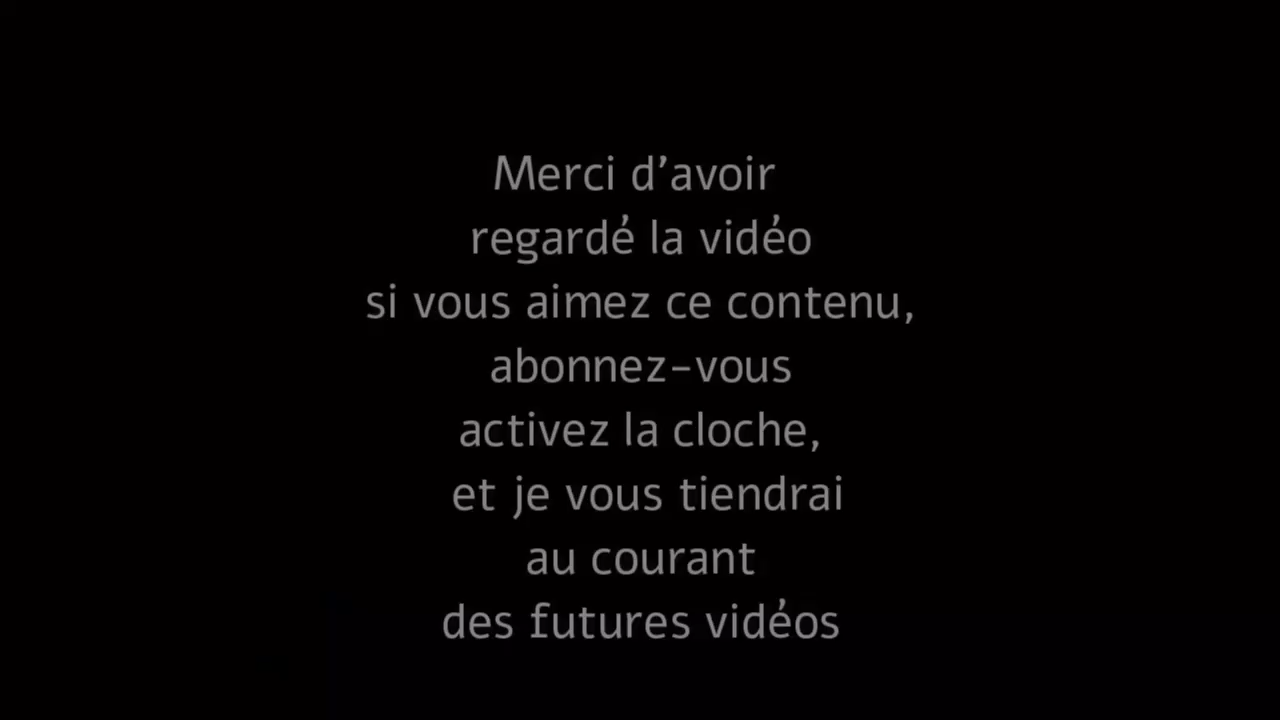 Merci d’avoir
regardé la vidéo
si vous aimez ce contenu,
abonnez-vous
activez la cloche,
et je vous tiendrai
au courant
des futures vidéos